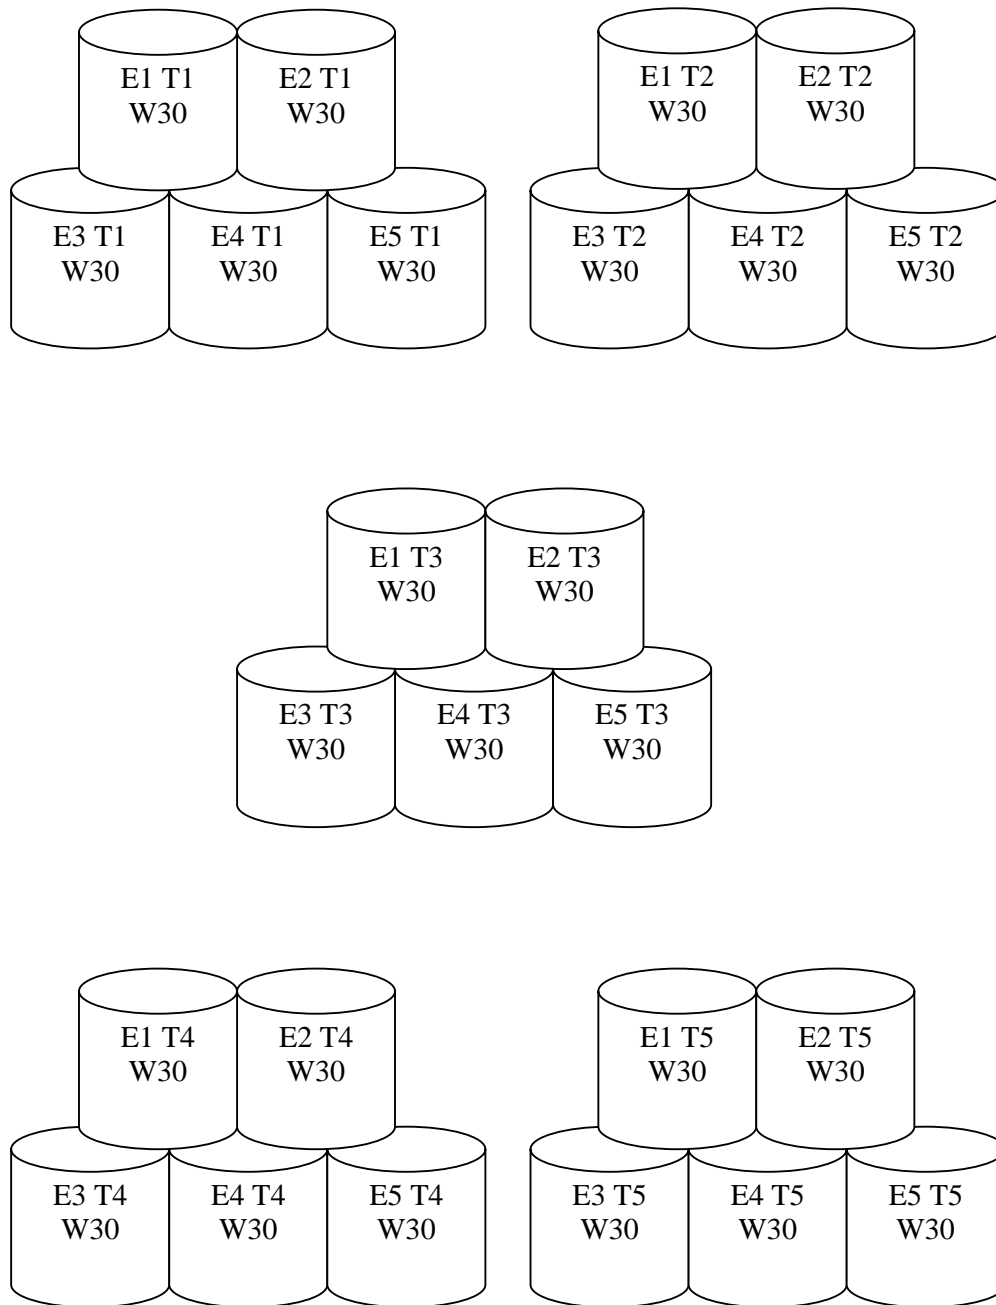 E1 T1
W30
E2 T1
W30
E1 T2
W30
E2 T2
W30
E3 T1
W30
E4 T1
W30
E5 T1
W30
E3 T2
W30
E4 T2
W30
E5 T2
W30
E1 T3
W30
E2 T3
W30
E3 T3
W30
E4 T3
W30
E5 T3
W30
E1 T4
W30
E2 T4
W30
E1 T5
W30
E2 T5
W30
E3 T4
W30
E4 T4
W30
E5 T4
W30
E3 T5
W30
E4 T5
W30
E5 T5
W30